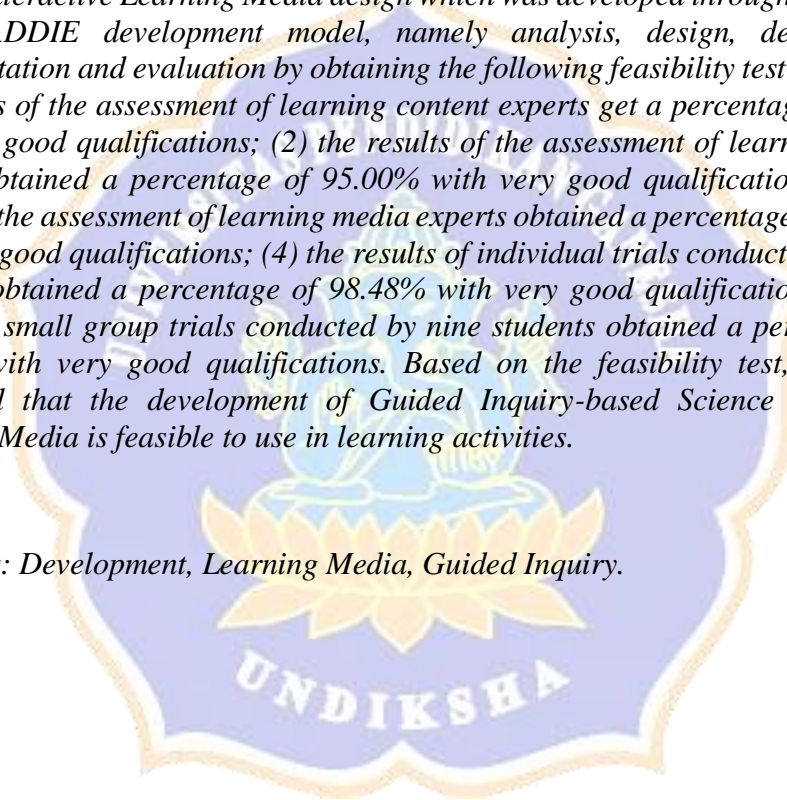 Interactive Learning Media design which was developed through
ADDIE development model, namely analysis, design, de
tation and evaluation by obtaining the following feasibility test
s of the assessment of learning content experts get a percentag
good qualifications; (2) the results of the assessment of learn
btained a percentage of 95.00% with very good qualificatio
the assessment of learning media experts obtained a percentage
good qualifications; (4) the results of individual trials conduct
obtained a percentage of 98.48% with very good qualificatio
small group trials conducted by nine students obtained a per
with very good qualifications. Based on the feasibility test,
d that the development of Guided Inquiry-based Science
Media is feasible to use in learning activities.
: Development, Learning Media, Guided Inquiry.
UNDIKSHA